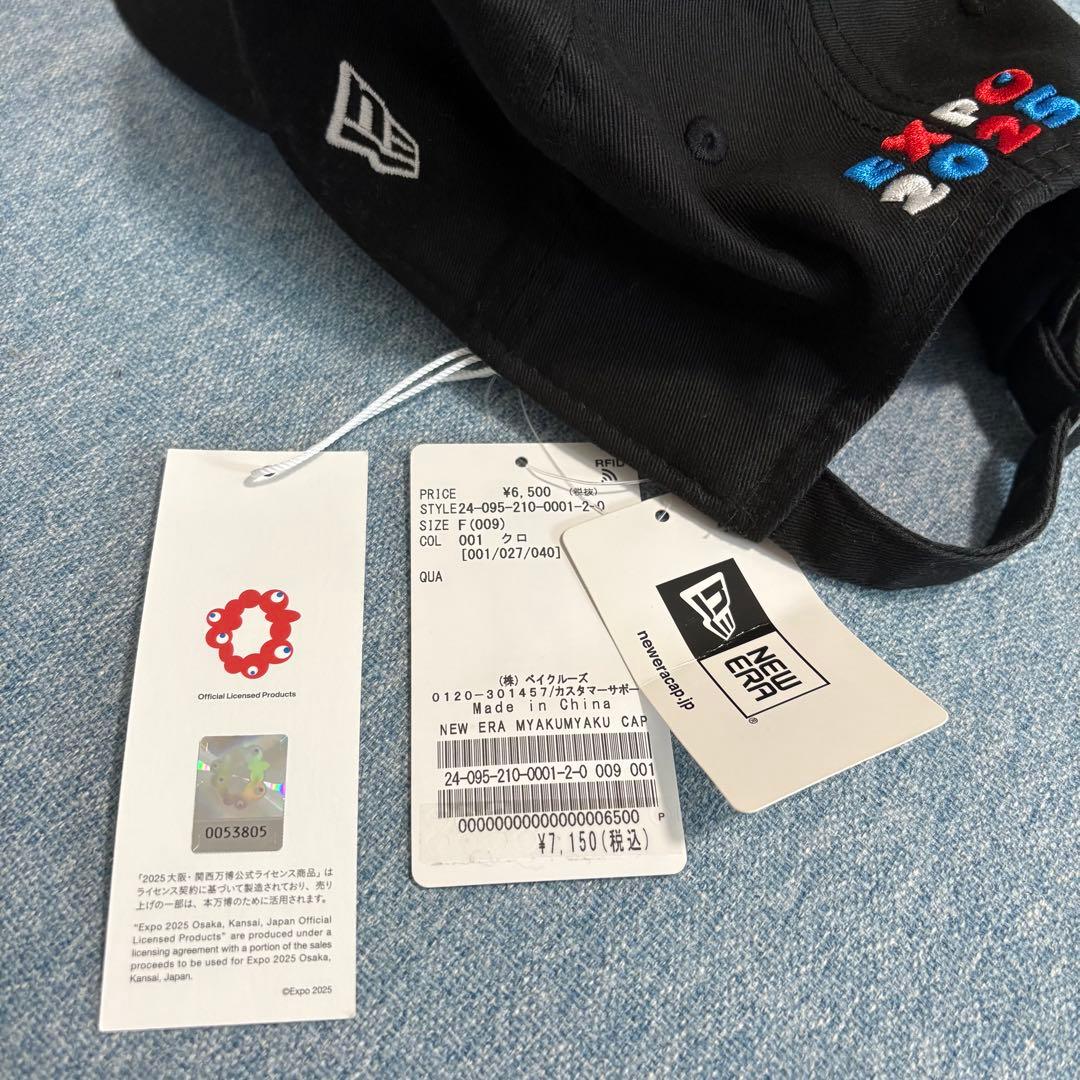 EXPO
2025
Official Licensed Products
0053805
「2025大阪・関西万博公式ライセンス商品」は
ライセンス契約に基づいて製造されており、売り
上げの一部は、本万博のために活用されます。
"Expo 2025 Osaka, Kansai, Japan Official
Licensed Products" are produced under a
licensing agreement with a portion of the sales
proceeds to be used for Expo 2025 Osaka,
Kansai, Japan.
©Expo 2025
RFID
PRICE ¥6,500 (税抜)
STYLE24-095-210-0001-2-0
SIZE F(009)
COL 001 クロ
[001/027/040]
QUA
(株) ベイクルーズ
0120-301457/カスタマーサポー
Made in China
NEW ERA MYAKUMYAKU CAP
24-095-210-0001-2-0 009 001
00000000000000006500 P
¥7,150(税込)
NEW
ERA®
neweracap.jp